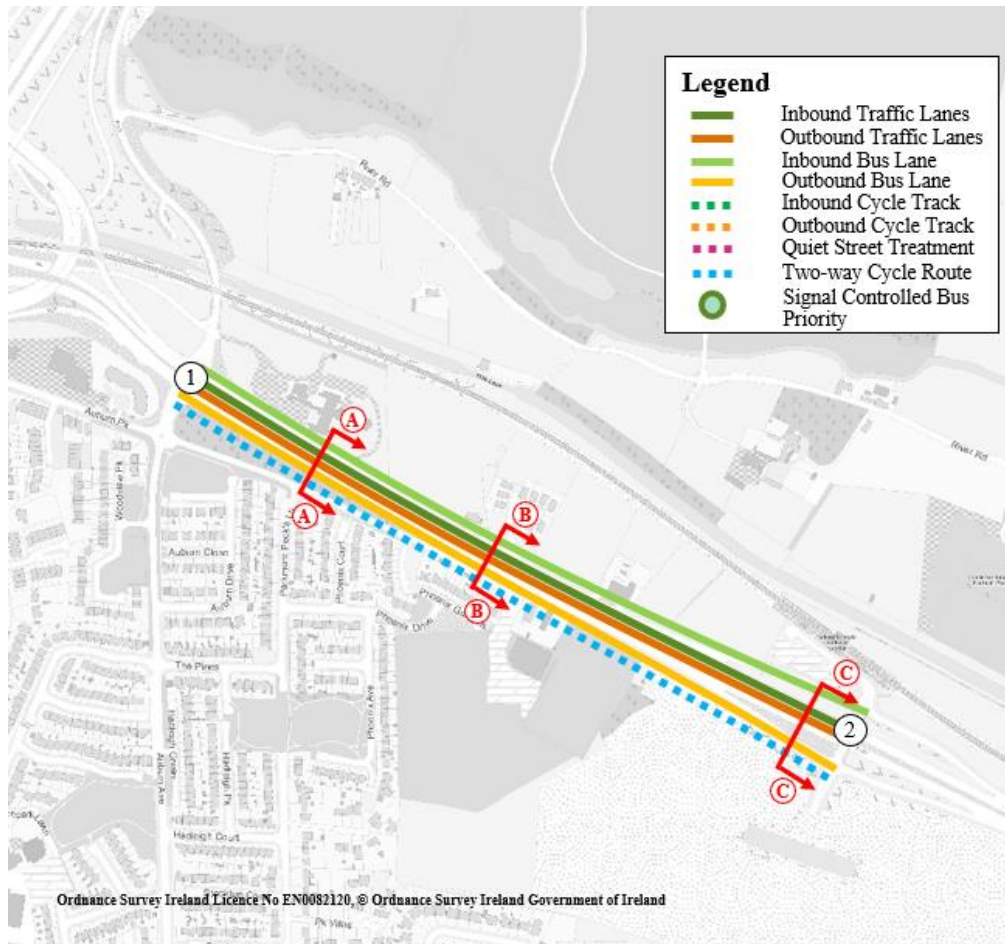 Legend
Inbound Traffic Lanes
Outbound Traffic Lanes
Inbound Bus Lane
Outbound Bus Lane
Inbound Cycle Track
Outbound Cycle Track
Quiet Street Treatment
Two-way Cycle Route
Signal Controlled Bus
Priority
River Rd
1
Auburn Pk
A
A
Woodbine Pk
River Rd
B
B
Auburn Close
Auburn Drive
Phoenix Court
Phoenix Drive
The Pines
Phoenix Ave
C
C
2
Auburn Ave
Hadleigh Green
Hadleigh Pk
Hadleigh Court
Ordnance Survey Ireland Licence No EN0082120, © Ordnance Survey Ireland Government of Ireland